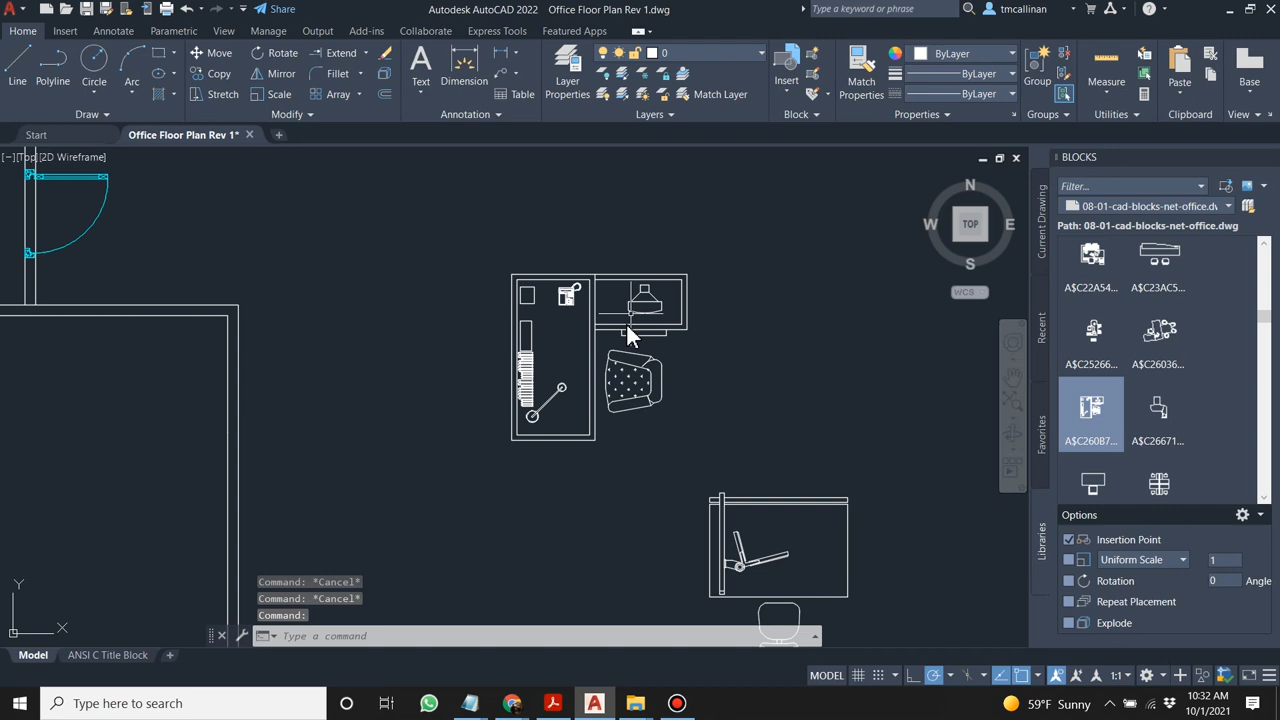 Share
Autodesk AutoCAD 2022
Office Floor Plan Rev 1.dwg
Type a keyword or phrase
tmcallinan
Home
Insert
Annotate
Parametric
View
Manage
Output
Add-ins
Collaborate
Express Tools
Featured Apps
Line
Polyline
Circle
Arc
Move
Rotate
Extend
Copy
Mirror
Fillet
Stretch
Scale
Array
Text
Dimension
Table
Layer
Properties
0
Match Layer
Insert
Match
Properties
ByLayer
ByLayer
ByLayer
Group
Measure
Paste
Base
Draw
Modify
Annotation
Layers
Block
Properties
Groups
Utilities
Clipboard
View
Start
Office Floor Plan Rev 1*
[−][Top][2D Wireframe]
N
W
TOP
E
S
WCS
BLOCKS
Filter...
08-01-cad-blocks-net-office.dw
Path: 08-01-cad-blocks-net-office.dwg
Current Drawing
Recent
Favorites
Libraries
A$C22A54...
A$C23AC5...
A$C25266...
A$C26036...
A$C260B7...
A$C26671...
Options
Insertion Point
Uniform Scale
1
Rotation
0
Angle
Repeat Placement
Explode
Y
X
Command: *Cancel*
Command: *Cancel*
Command:
Type a command
Model
ANSI C Title Block
MODEL
1:1
Type here to search
59°F Sunny
10:32 AM
10/1/2021